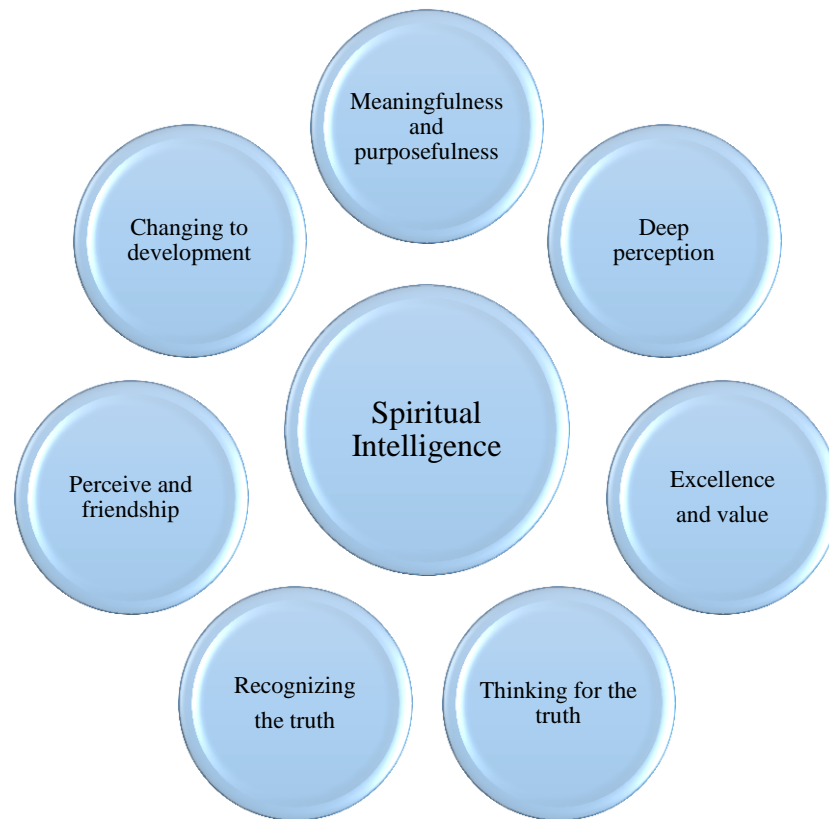 Meaningfulness
and
purposefulness
Changing to
development
Deep
perception
Spiritual
Intelligence
Perceive and
friendship
Excellence
and value
Recognizing
the truth
Thinking for the
truth